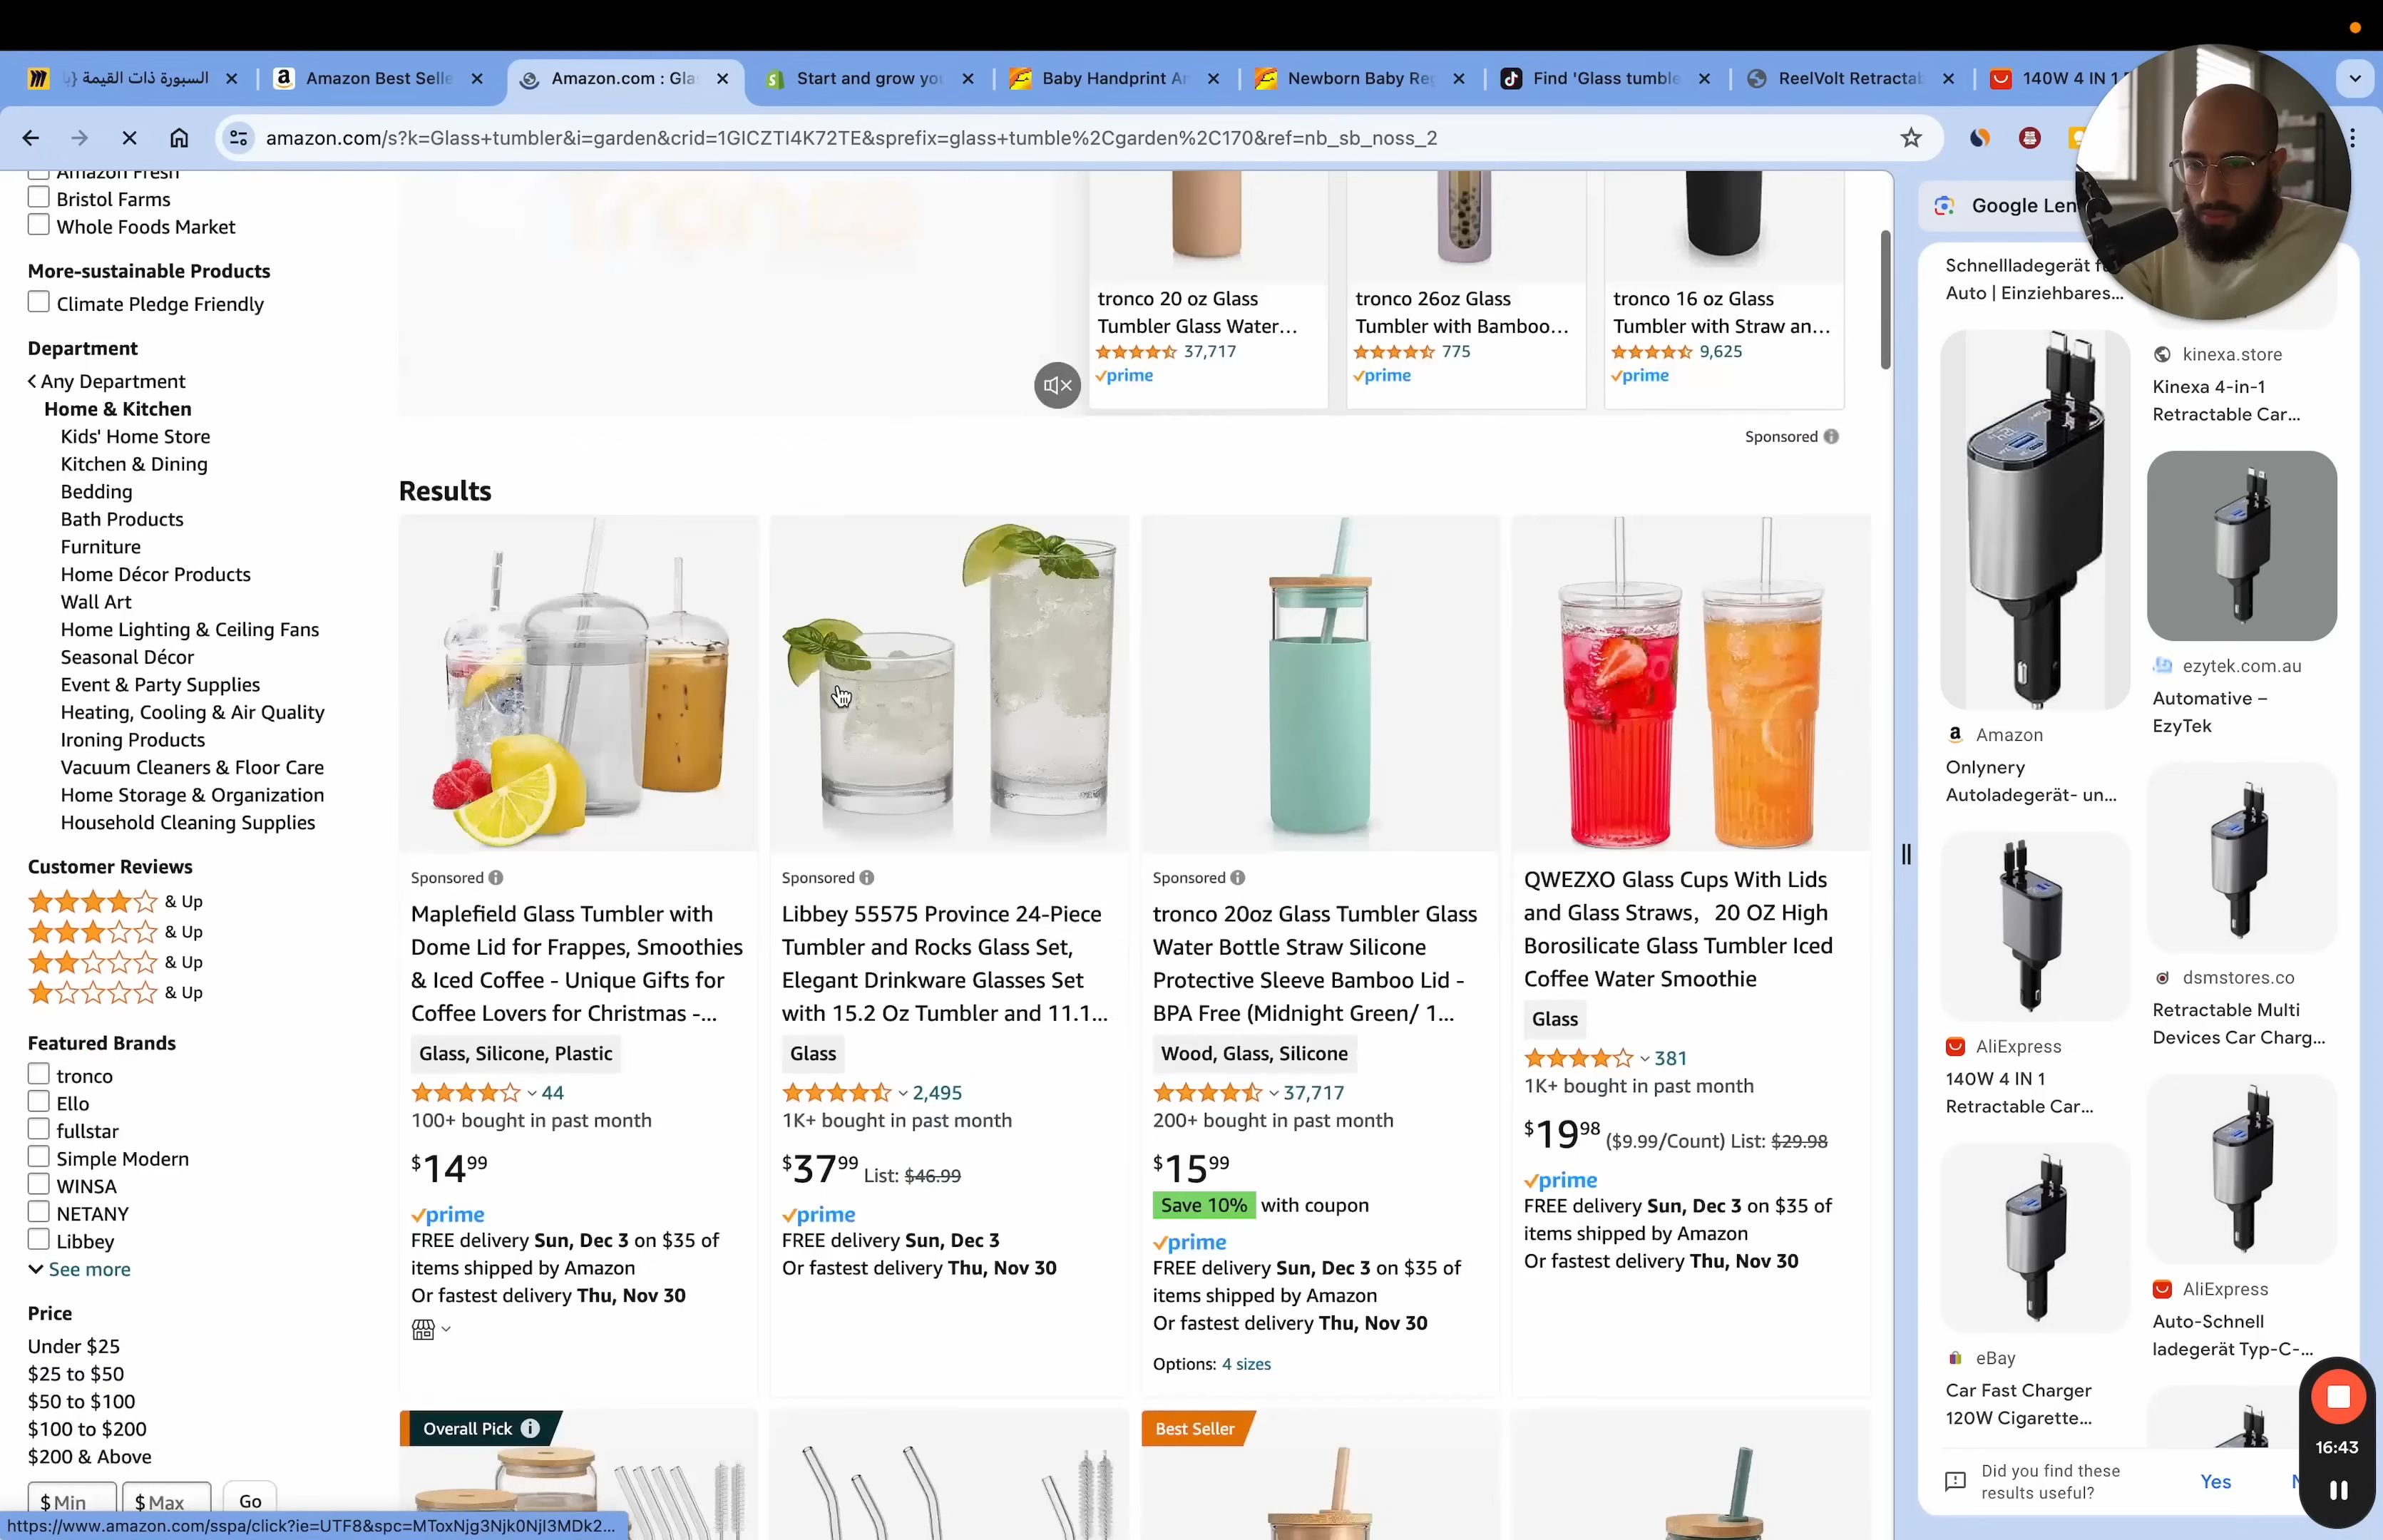 السبورة ذات القيمة
Amazon Best Selle
Amazon.com : Gla
Start and grow yo
Baby Handprint Ar
Newborn Baby Reg
Find 'Glass tumble
ReelVolt Retractab
140W 4 IN 1
amazon.com/s?k=Glass+tumbler&i=garden&crid=1GICZTI4K72TE&sprefix=glass+tumble%2Cgarden%2C170&ref=nb_sb_noss_2
Amazon Fresh
Bristol Farms
Whole Foods Market
More-sustainable Products
Climate Pledge Friendly
Department
Any Department
Home & Kitchen
Kids' Home Store
Kitchen & Dining
Bedding
Bath Products
Furniture
Home Décor Products
Wall Art
Home Lighting & Ceiling Fans
Seasonal Décor
Event & Party Supplies
Heating, Cooling & Air Quality
Ironing Products
Vacuum Cleaners & Floor Care
Home Storage & Organization
Household Cleaning Supplies
Customer Reviews
& Up
& Up
& Up
& Up
Featured Brands
tronco
Ello
fullstar
Simple Modern
WINSA
NETANY
Libbey
See more
Price
Under $25
$25 to $50
$50 to $100
$100 to $200
$200 & Above
$ Min
$ Max
Go
https://www.amazon.com/sspa/click?ie=UTF8&spc=MToxNjg3Njk0NjI3MDk2...
Tronco
tronco 20 oz Glass
Tumbler Glass Water...
37,717
prime
tronco 26oz Glass
Tumbler with Bamboo...
775
prime
tronco 16 oz Glass
Tumbler with Straw an...
9,625
prime
Sponsored
Results
Sponsored
Maplefield Glass Tumbler with
Dome Lid for Frappes, Smoothies
& Iced Coffee - Unique Gifts for
Coffee Lovers for Christmas -...
Glass, Silicone, Plastic
44
100+ bought in past month
$14.99
prime
FREE delivery Sun, Dec 3 on $35 of
items shipped by Amazon
Or fastest delivery Thu, Nov 30
Sponsored
Libbey 55575 Province 24-Piece
Tumbler and Rocks Glass Set,
Elegant Drinkware Glasses Set
with 15.2 Oz Tumbler and 11.1...
Glass
2,495
1K+ bought in past month
$37.99 List: $46.99
prime
FREE delivery Sun, Dec 3
Or fastest delivery Thu, Nov 30
Sponsored
tronco 20oz Glass Tumbler Glass
Water Bottle Straw Silicone
Protective Sleeve Bamboo Lid -
BPA Free (Midnight Green/ 1...
Wood, Glass, Silicone
37,717
200+ bought in past month
$15.99
Save 10% with coupon
prime
FREE delivery Sun, Dec 3 on $35 of
items shipped by Amazon
Or fastest delivery Thu, Nov 30
Options: 4 sizes
QWEZXO Glass Cups With Lids
and Glass Straws， 20 OZ High
Borosilicate Glass Tumbler Iced
Coffee Water Smoothie
Glass
381
1K+ bought in past month
$19.98 ($9.99/Count) List: $29.98
prime
FREE delivery Sun, Dec 3 on $35 of
items shipped by Amazon
Or fastest delivery Thu, Nov 30
Overall Pick
Best Seller
Google Len
Schnellladegerät
Auto | Einziehbares...
Amazon
Onlynery
Autoladegerät- un...
AliExpress
140W 4 IN 1
Retractable Car...
eBay
Car Fast Charger
120W Cigarette...
kinexa.store
Kinexa 4-in-1
Retractable Car...
ezytek.com.au
Automative –
EzyTek
dsmstores.co
Retractable Multi
Devices Car Charg...
AliExpress
Auto-Schnell
ladegerät Typ-C-...
Did you find these
results useful?
Yes
16:43